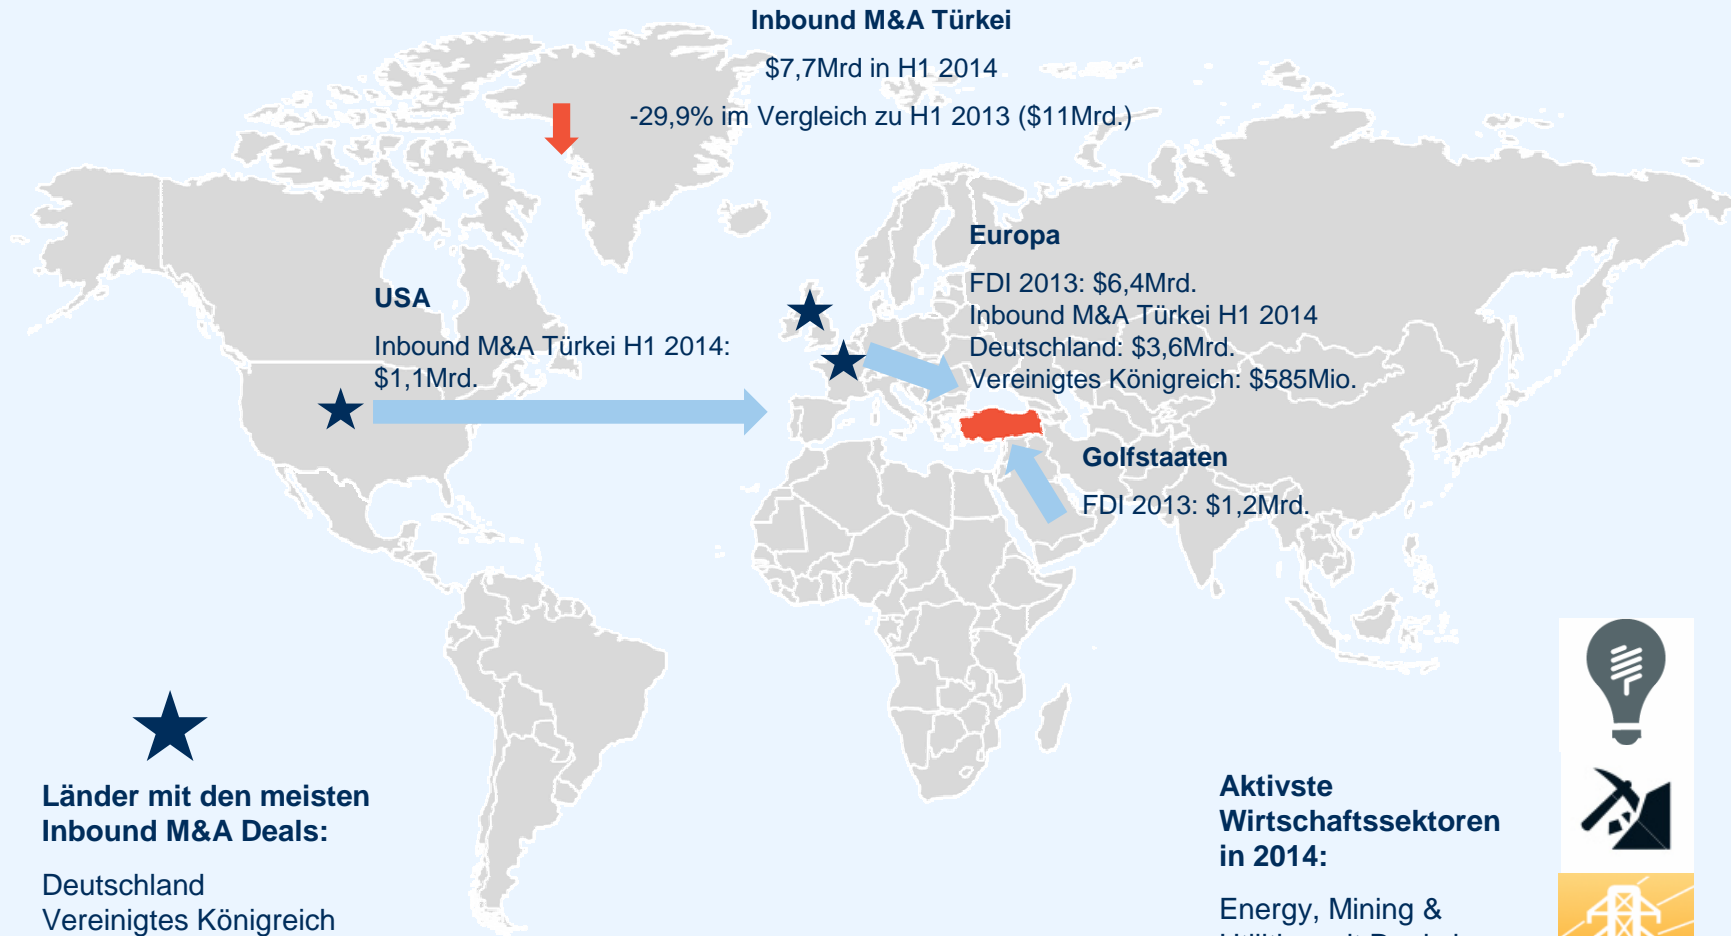 Inbound M&A Türkei
$7,7Mrd in H1 2014
-29,9% im Vergleich zu H1 2013 ($11Mrd.)
Europa
FDI 2013: $6,4Mrd.
Inbound M&A Türkei H1 2014
Deutschland: $3,6Mrd.
Vereinigtes Königreich: $585Mio.
USA
Inbound M&A Türkei H1 2014:
$1,1Mrd.
Golfstaaten
FDI 2013: $1,2Mrd.
Länder mit den meisten
Inbound M&A Deals:
Deutschland
Vereinigtes Königreich
Aktivste
Wirtschaftssektoren
in 2014:
Energy, Mining &